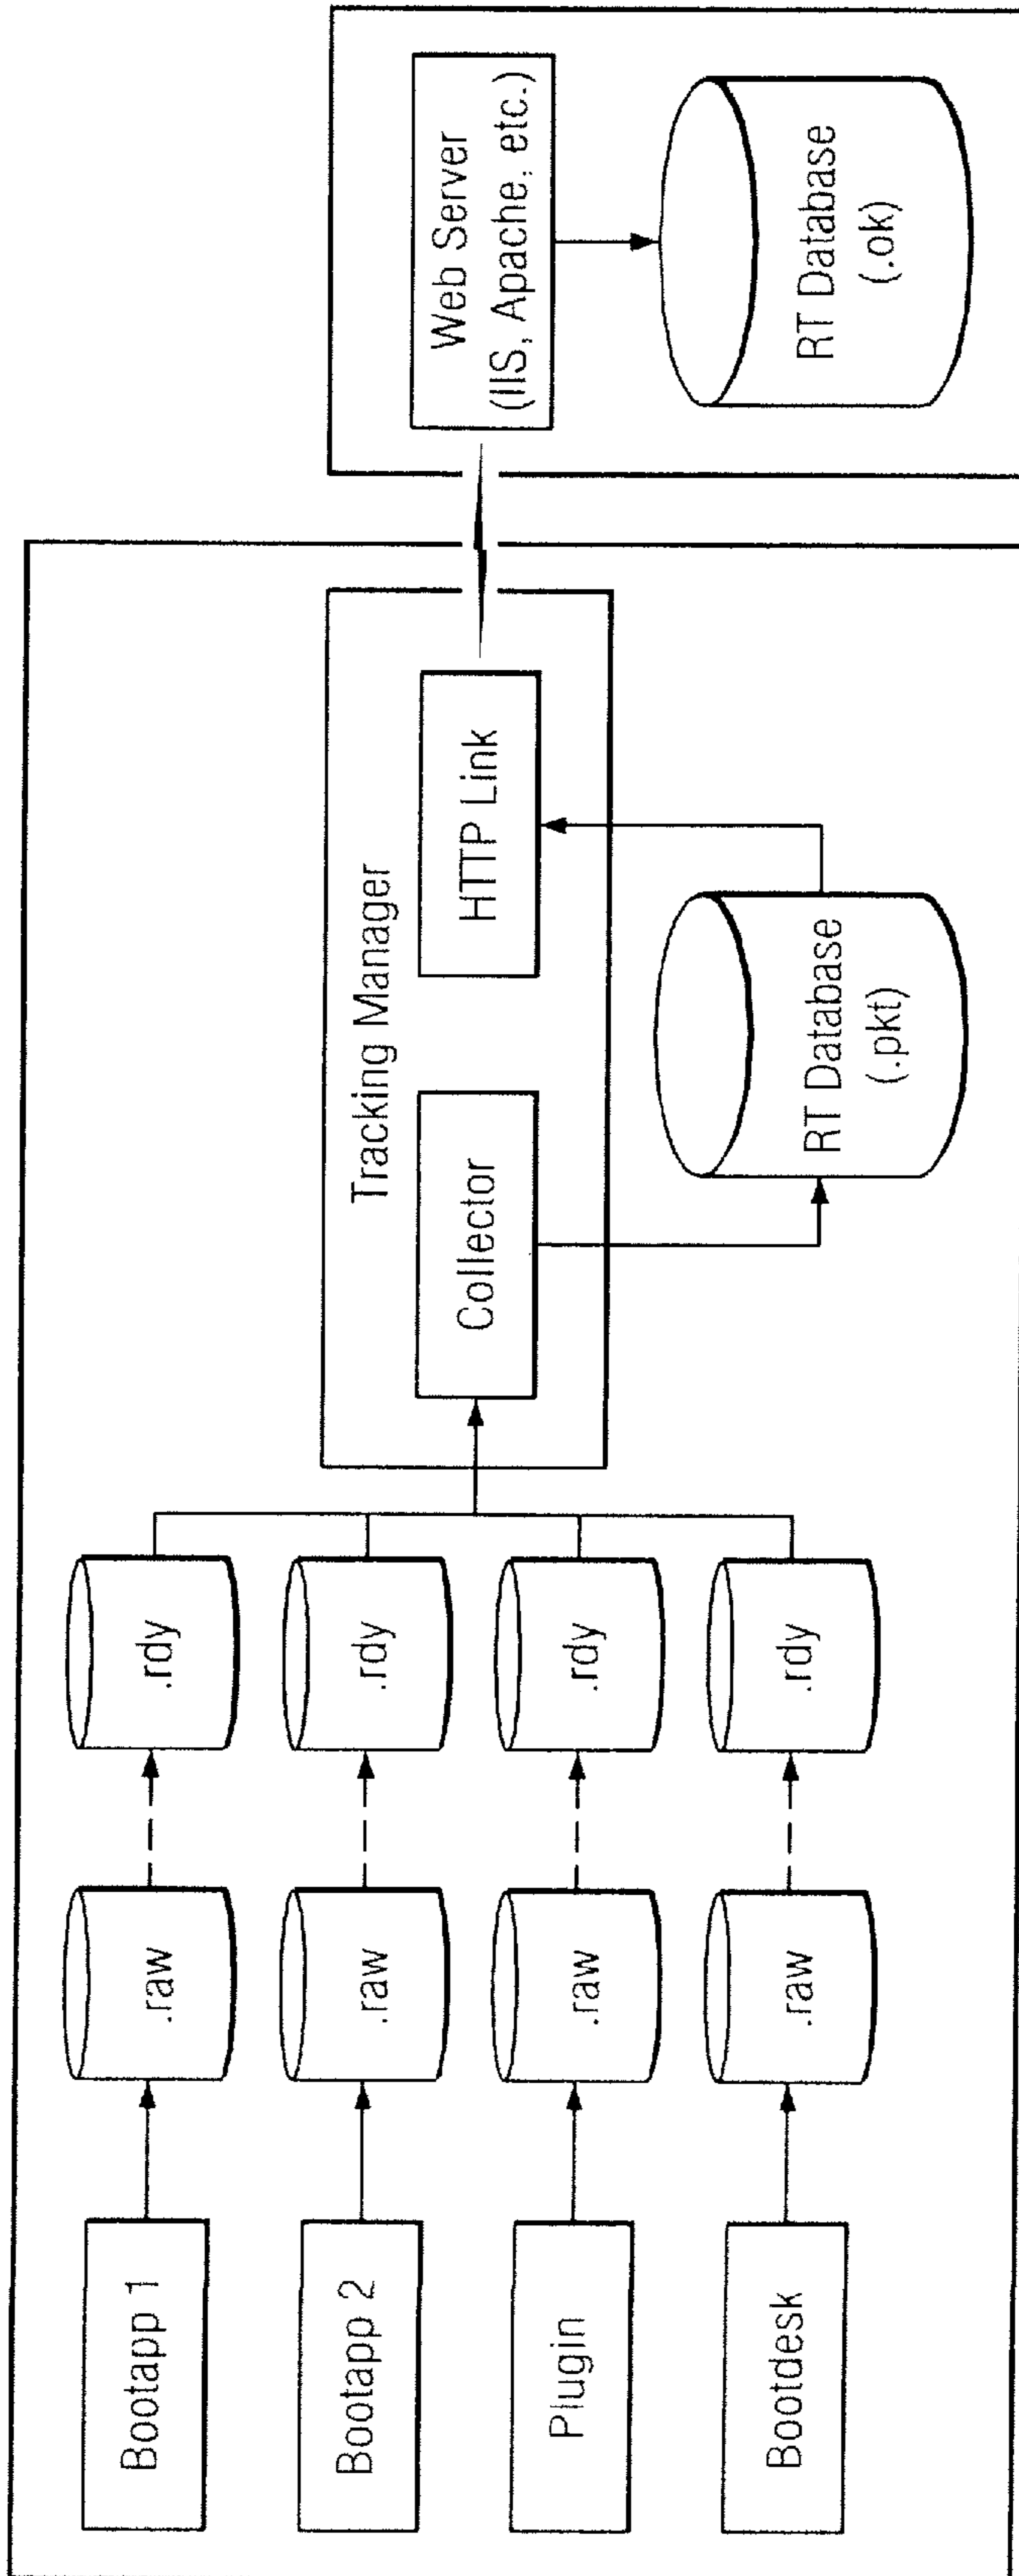 Bootapp 1
.raw
.rdy
Bootapp 2
.raw
.rdy
Plugin
.raw
.rdy
Bootdesk
.raw
.rdy
Tracking Manager
Collector
HTTP Link
RT Database
(.pkt)
Web Server
(IIS, Apache, etc.)
RT Database
(.ok)